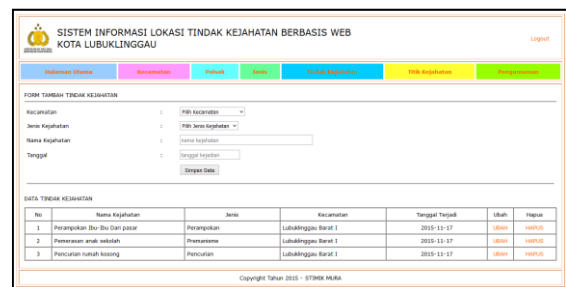 SISTEM INFORMASI LOKASI TINDAK KEJAHATAN BERBASIS WEB
KOTA LUBUKLINGGAU
Logout
Halaman Utama Kecamatan Polsek Jenis Tindak Kejahatan Titik Kejahatan Pengumuman
FORM TAMBAH TINDAK KEJAHATAN
Kecamatan : Pilih Kecamatan
Jenis Kejahatan : Pilih Jenis Kejahatan
Nama Kejahatan : nama kejahatan
Tanggal : tanggal kejadian
Simpan Data
DATA TINDAK KEJAHATAN
No Nama Kejahatan Jenis Kecamatan Tanggal Terjadi Ubah Hapus
1 Perampokan Ibu-Ibu Dari pasar Perampokan Lubuklinggau Barat I 2015-11-17 UBAH HAPUS
2 Pemerasan anak sekolah Premanisme Lubuklinggau Barat I 2015-11-17 UBAH HAPUS
3 Pencurian rumah kosong Pencurian Lubuklinggau Barat I 2015-11-17 UBAH HAPUS
Copyright Tahun 2015 - STIMIK MURA